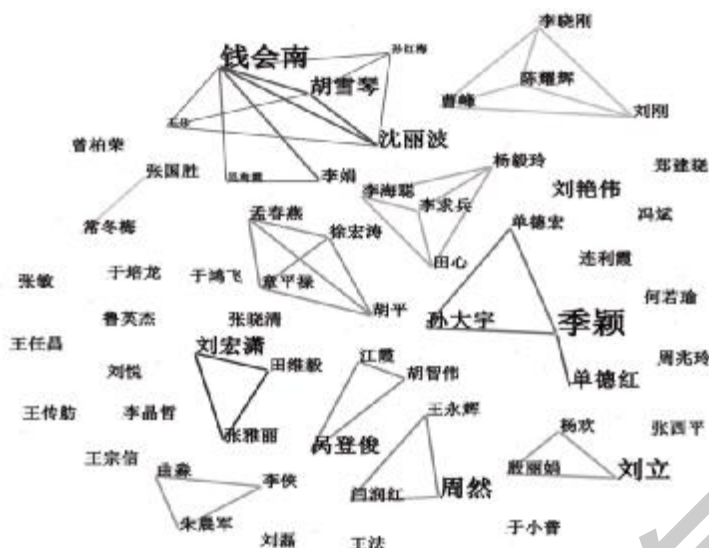 李晓刚
孙红梅
钱会南
胡雪琴
陈耀辉
曹峰
刘刚
沈丽波
曾柏荣
张国胜
李娟
杨毅玲
郑建珑
李海聪
刘艳伟
李求兵
孟春燕
单德宏
冯斌
常冬梅
徐宏涛
田心
连利霞
张敏
于培龙
于鸿飞
章平禄
何若瑜
胡平
鲁英杰
张晓清
孙大宇
季颖
王任昌
刘宏潇
江霞
周兆玲
田维毅
刘悦
胡智伟
单德红
王传舫
李晶哲
王永辉
张西平
杨欢
张雅丽
呙登俊
王宗信
曲淼
殷丽娟
刘立
李侠
闫润红
周然
朱晨军
于小普
刘磊
王法